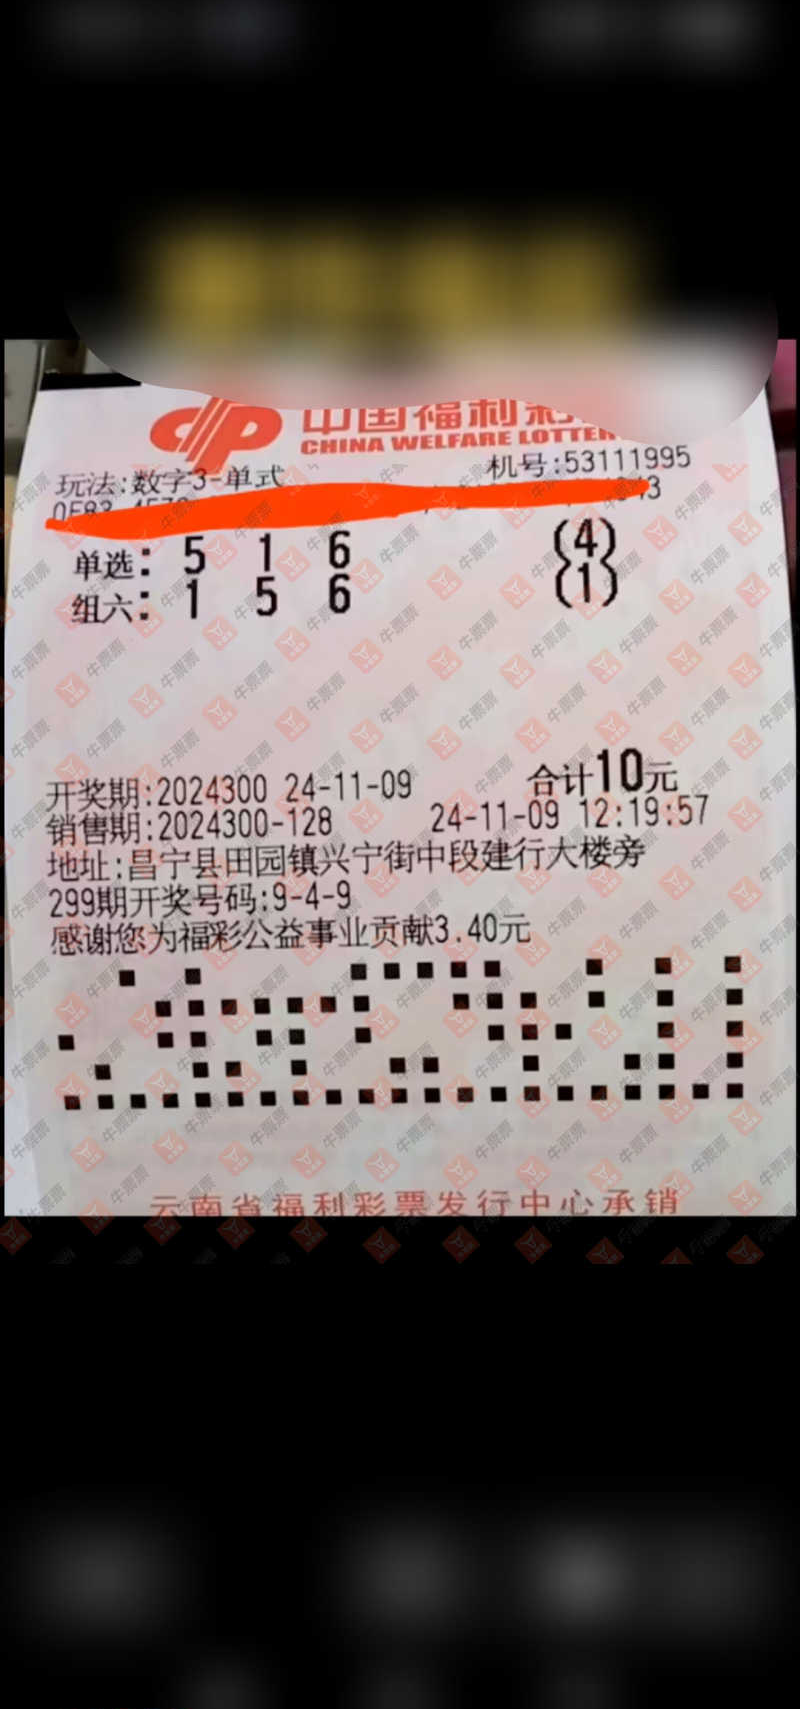 中国福利彩
CHINA WELFARE LOTTER
玩法:数字3-单式 机号:53111995
单选: 5 1 6 (4)
组六: 1 5 6 (1)
合计10元
开奖期:2024300 24-11-09
销售期:2024300-128 24-11-09 12:19:57
地址:昌宁县田园镇兴宁街中段建行大楼旁
299期开奖号码:9-4-9
感谢您为福彩公益事业贡献3.40元
云南省福利彩票发行中心承销
牛票票